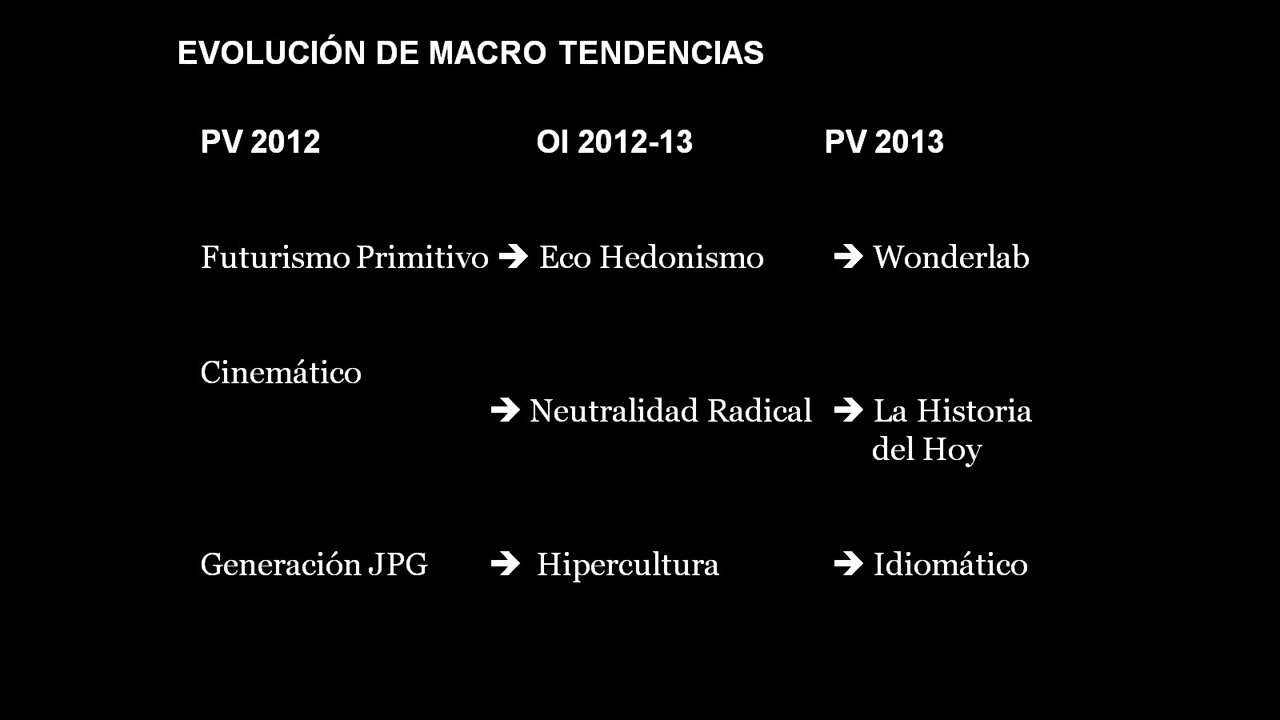 EVOLUCIÓN DE MACRO TENDENCIAS
PV 2012 OI 2012-13 PV 2013
Futurismo Primitivo ➔ Eco Hedonismo ➔ Wonderlab
Cinemático
➔ Neutralidad Radical ➔ La Historia
del Hoy
Generación JPG ➔ Hipercultura ➔ Idiomático